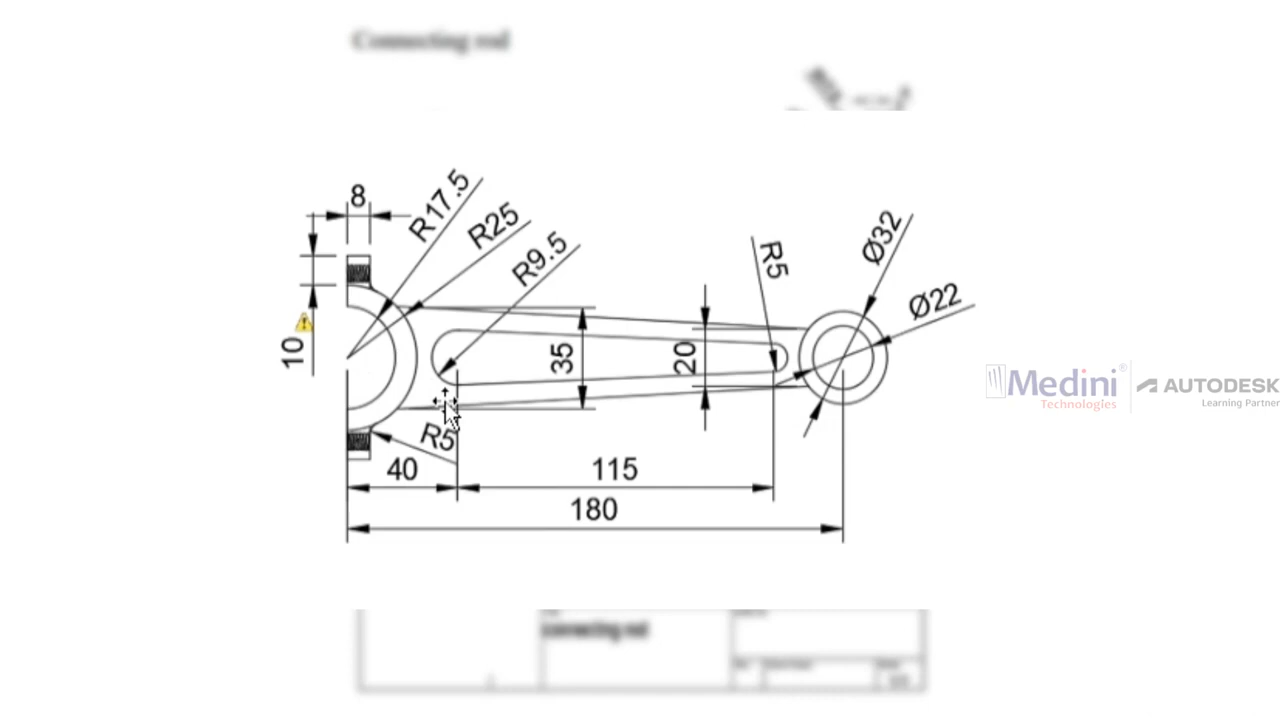 Connecting rod
8
R17.5
R25
R9.5
R5
Ø32
Ø22
10
35
20
R5
40
115
180
Medini
Technologies
AUTODESK
Learning Partner
connecting rod